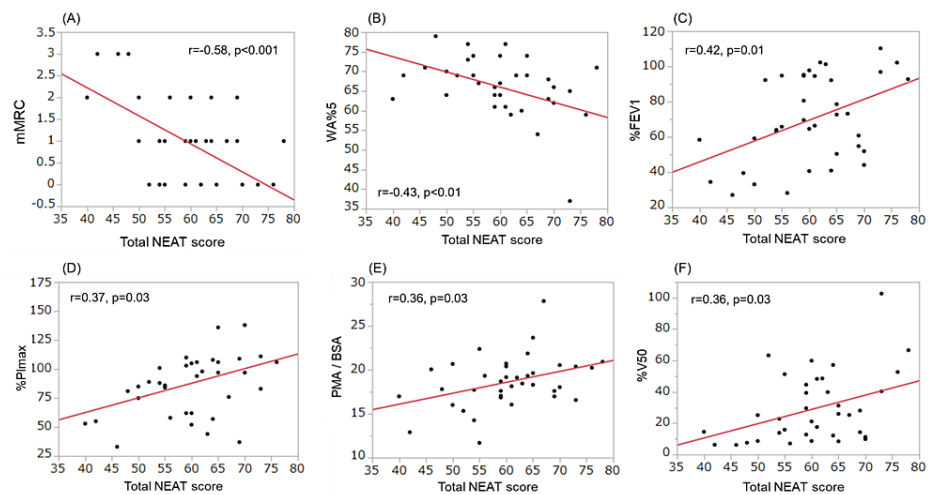 (A)
r=-0.58, p<0.001
mMRC
3.5
3
2.5
2
1.5
1
0.5
0
-0.5
35 40 45 50 55 60 65 70 75 80
Total NEAT score
(B)
r=-0.43, p<0.01
WA%5
80
75
70
65
60
55
50
45
40
35
35 40 45 50 55 60 65 70 75 80
Total NEAT score
(C)
r=0.42, p=0.01
%FEV1
120
100
80
60
40
20
35 40 45 50 55 60 65 70 75 80
Total NEAT score
(D)
r=0.37, p=0.03
%PImax
175
150
125
100
75
50
25
35 40 45 50 55 60 65 70 75 80
Total NEAT score
(E)
r=0.36, p=0.03
PMA / BSA
30
25
20
15
10
35 40 45 50 55 60 65 70 75 80
Total NEAT score
(F)
r=0.36, p=0.03
%V50
100
80
60
40
20
0
35 40 45 50 55 60 65 70 75 80
Total NEAT score